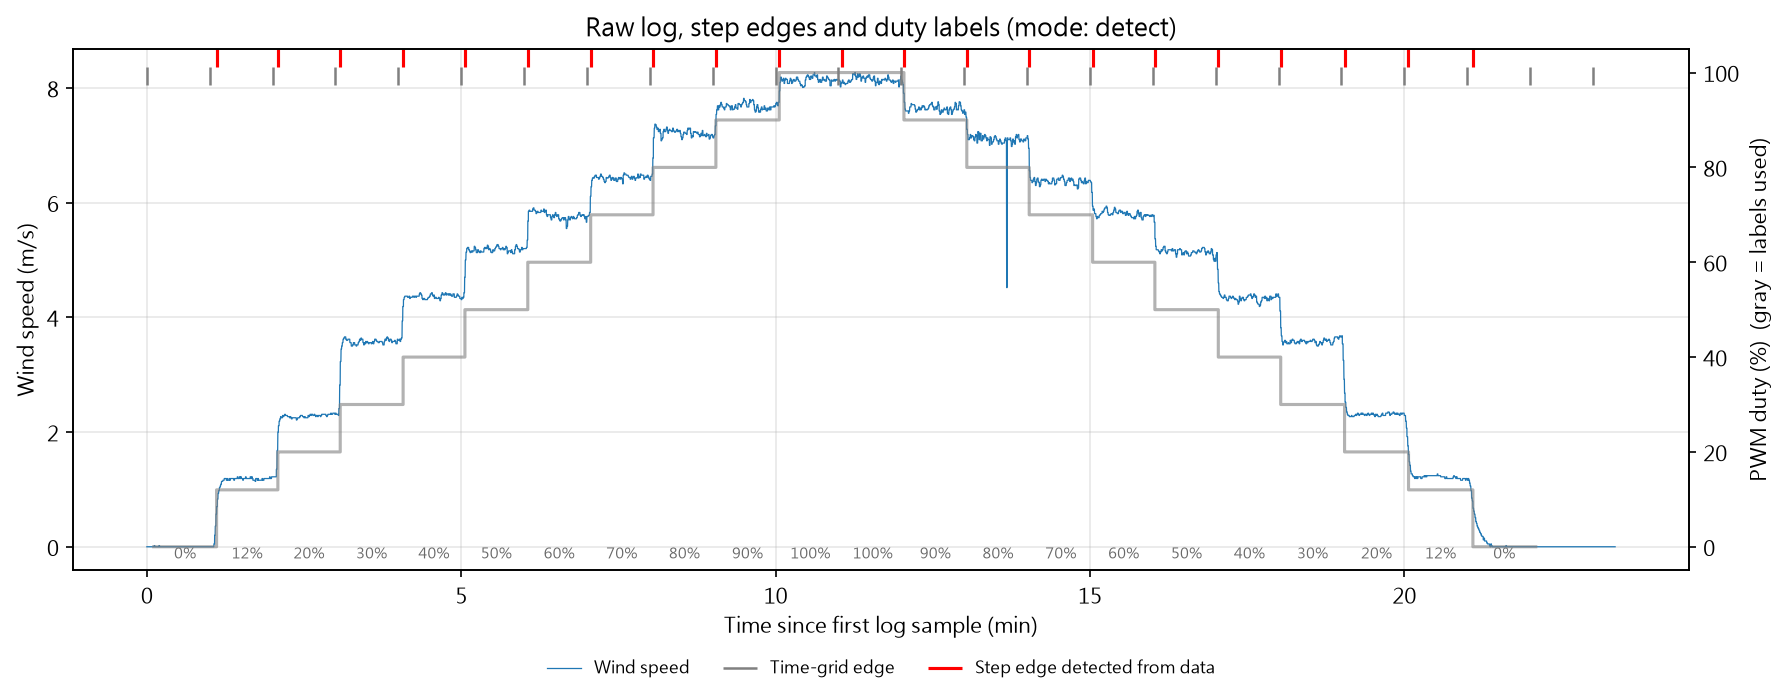 Raw log, step edges and duty labels (mode: detect)
8
6
4
2
0
Wind speed (m/s)
100
80
60
40
20
0
PWM duty (%) (gray = labels used)
0% 12% 20% 30% 40% 50% 60% 70% 80% 90% 100% 100% 90% 80% 70% 60% 50% 40% 30% 20% 12% 0%
0 5 10 15 20
Time since first log sample (min)
Wind speed Time-grid edge Step edge detected from data